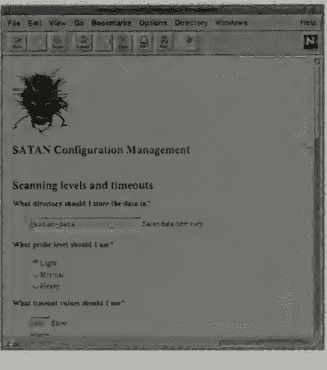 File Edit View Go Bookmarks Options Directory Windows Help
N
SATAN Configuration Management
Scanning levels and timeouts
What directory should I store the data in?
Satan data directory
What probe level should I use?
Light
Normal
Heavy
What timeout values should I use?
Slow